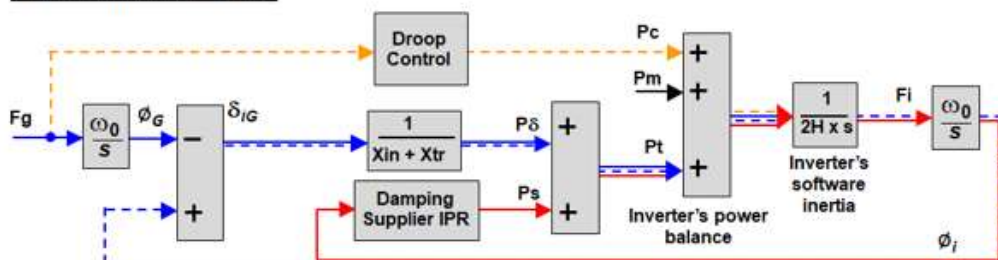 Droop
Control
Pc
Pm
Fg
ω0
s
ϕG
δiG
1
Xin + Xtr
Pδ
Damping
Supplier IPR
Ps
Pt
Inverter's power
balance
1
2H x s
Inverter's
software
inertia
Fi
ω0
s
ϕi
−
+
+
+
+
+
+